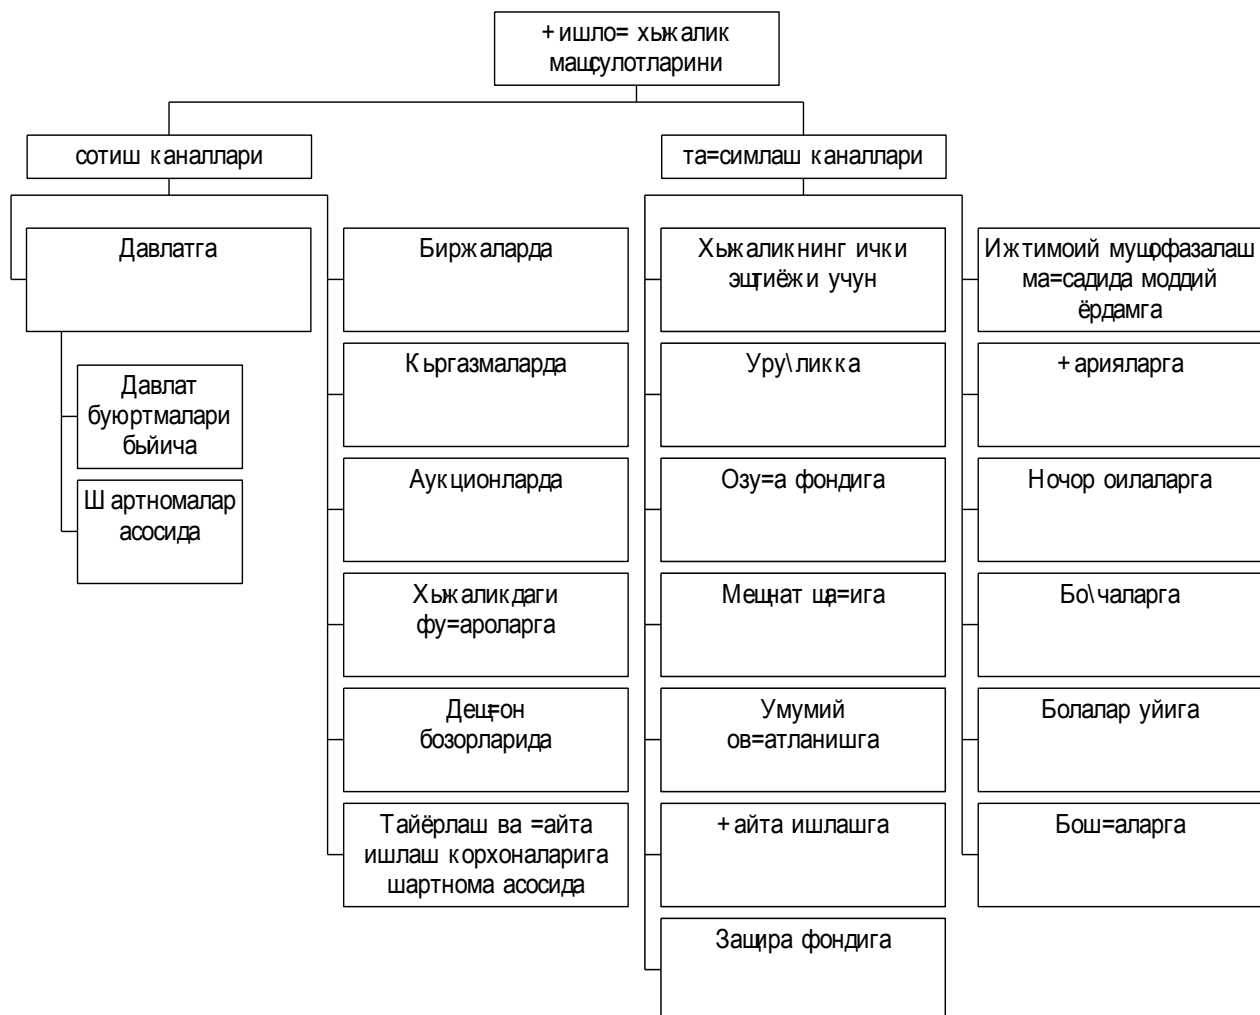 +ишло= хьжалик
мащсулотларини
сотиш каналлари
та=симлаш каналлари
Давлатга
Давлат
буюртмалари
бьйича
Шартномалар
асосида
Биржаларда
Кьргазмаларда
Аукционларда
Хьжаликдаги
фу=ароларга
Дещ=он
бозорларида
Тайёрлаш ва =айта
ишлаш корхоналарига
шартнома асосида
Хьжаликнинг ички
эщтиёжи учун
Уру\ликка
Озу=а фондига
Мещнат ща=ига
Умумий
ов=атланишга
+айта ишлашга
Защира фондига
Ижтимоий мущофазалаш
ма=садида моддий
ёрдамга
+арияларга
Ночор оилаларга
Бо\чаларга
Болалар уйига
Бош=аларга